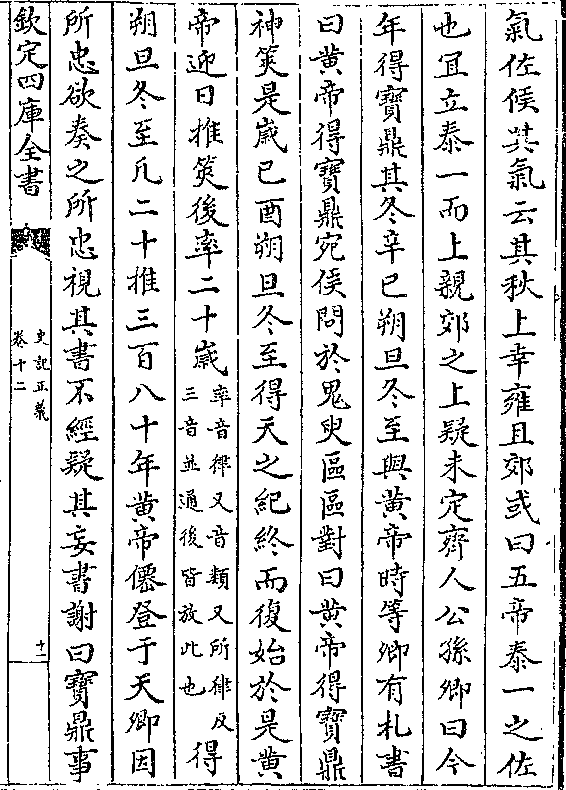 氣佐候其氣云其秋上幸雍且郊或曰五帝泰一之佐
也宜立泰一而上親郊之上疑未定齊人公孫卿曰今
年得寶鼎其冬辛巳朔旦冬至與黄帝時等卿有札書
曰黄帝得寶鼎宛侯問於鬼臾區區對曰黄帝得寶鼎
神筴是嵗已酉朔旦冬至得天之紀終而復始於是黄
帝迎日推筴後率二十嵗
率音律又音類又所律反
三音並通後皆放此也
得
朔旦冬至凡二十推三百八十年黄帝僊登于天卿因
所忠欲奏之所忠視其書不經疑其妄書謝曰寶鼎事
欽定四庫全書
史記正義
卷十二
十一